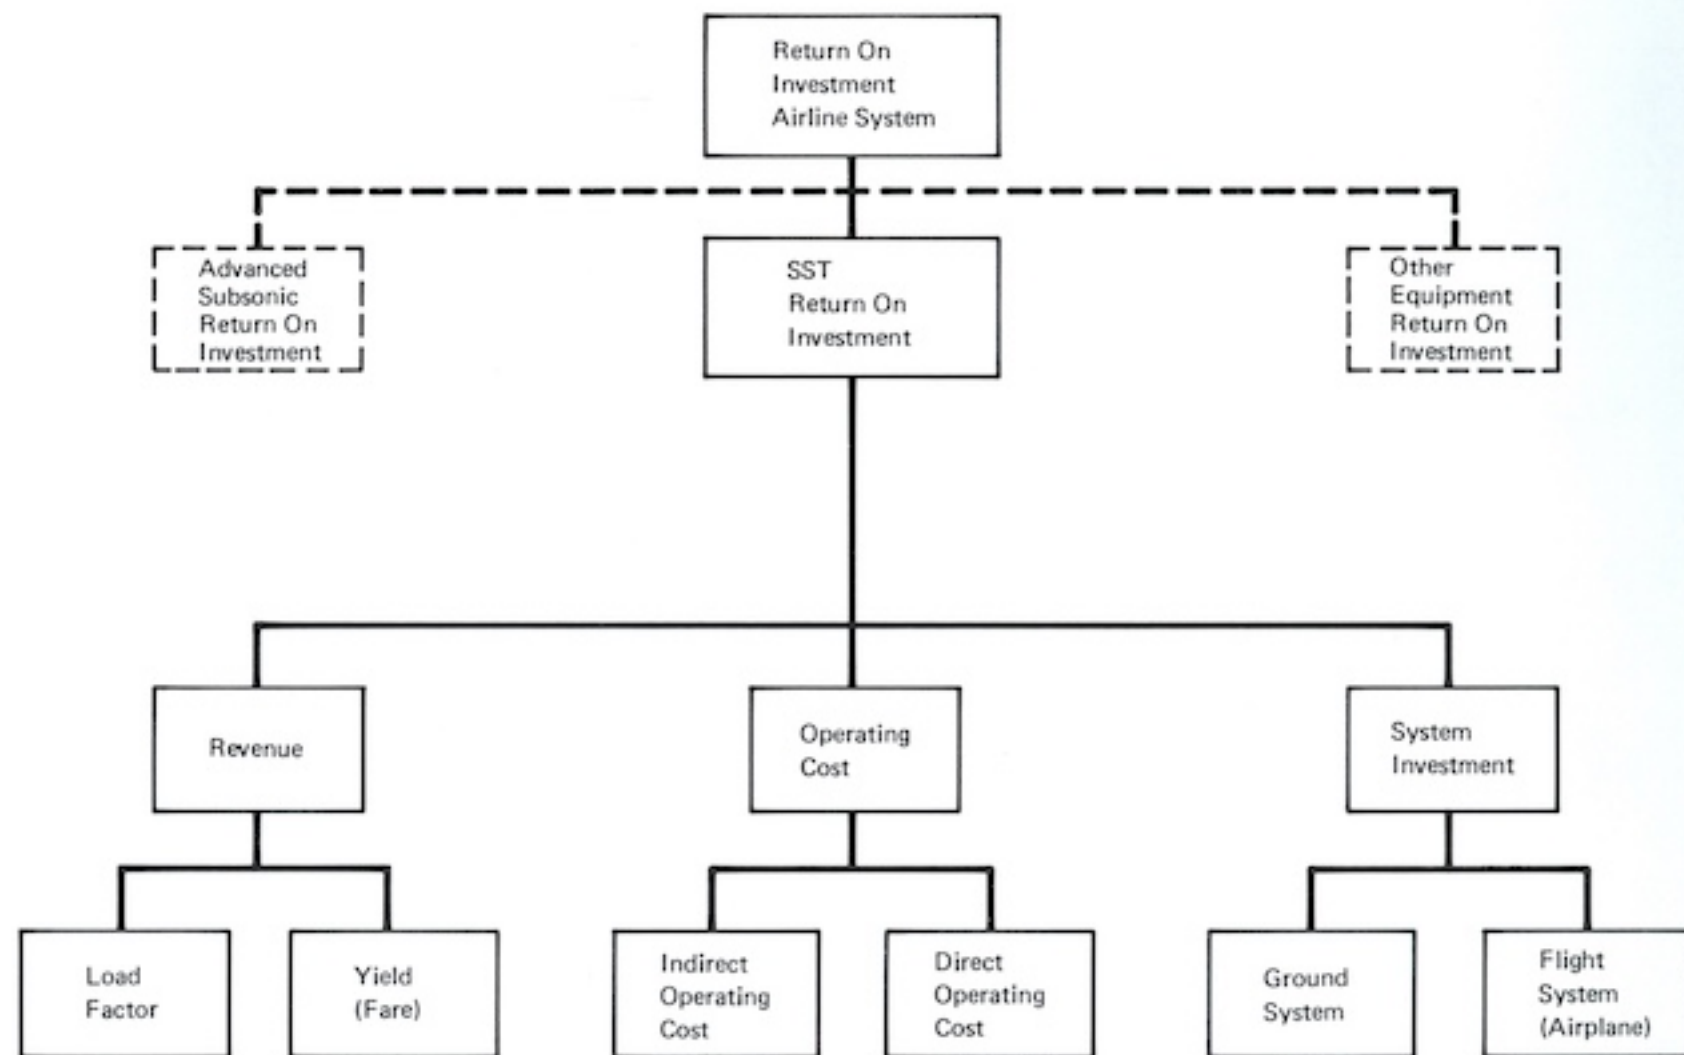 Return On
Investment
Airline System
Advanced
Subsonic
Return On
Investment
SST
Return On
Investment
Other
Equipment
Return On
Investment
Revenue
Operating
Cost
System
Investment
Load
Factor
Yield
(Fare)
Indirect
Operating
Cost
Direct
Operating
Cost
Ground
System
Flight
System
(Airplane)